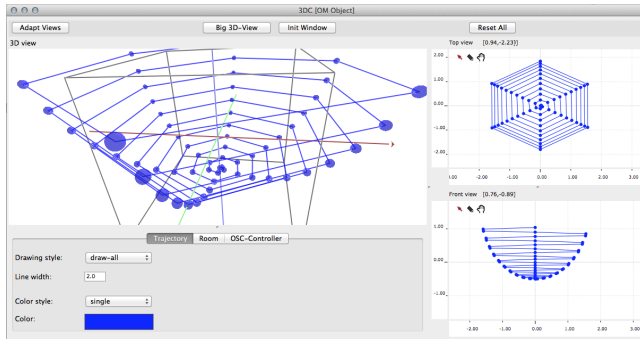 3DC [OM Object]
Adapt Views
Big 3D-View
Init Window
Reset All
3D view
Top view [0.94,-2.23)]
2.00
1.00
0.00
-1.00
-2.00
.00 -2.00 -1.00 0.00 1.00 2.00 3.00
Front view [0.76,-0.89)]
1.00
0.00
-1.00
-2.00 -1.00 0.00 1.00 2.00 3.00
Trajectory Room OSC-Controller
Drawing style: draw-all
Line width: 2.0
Color style: single
Color: